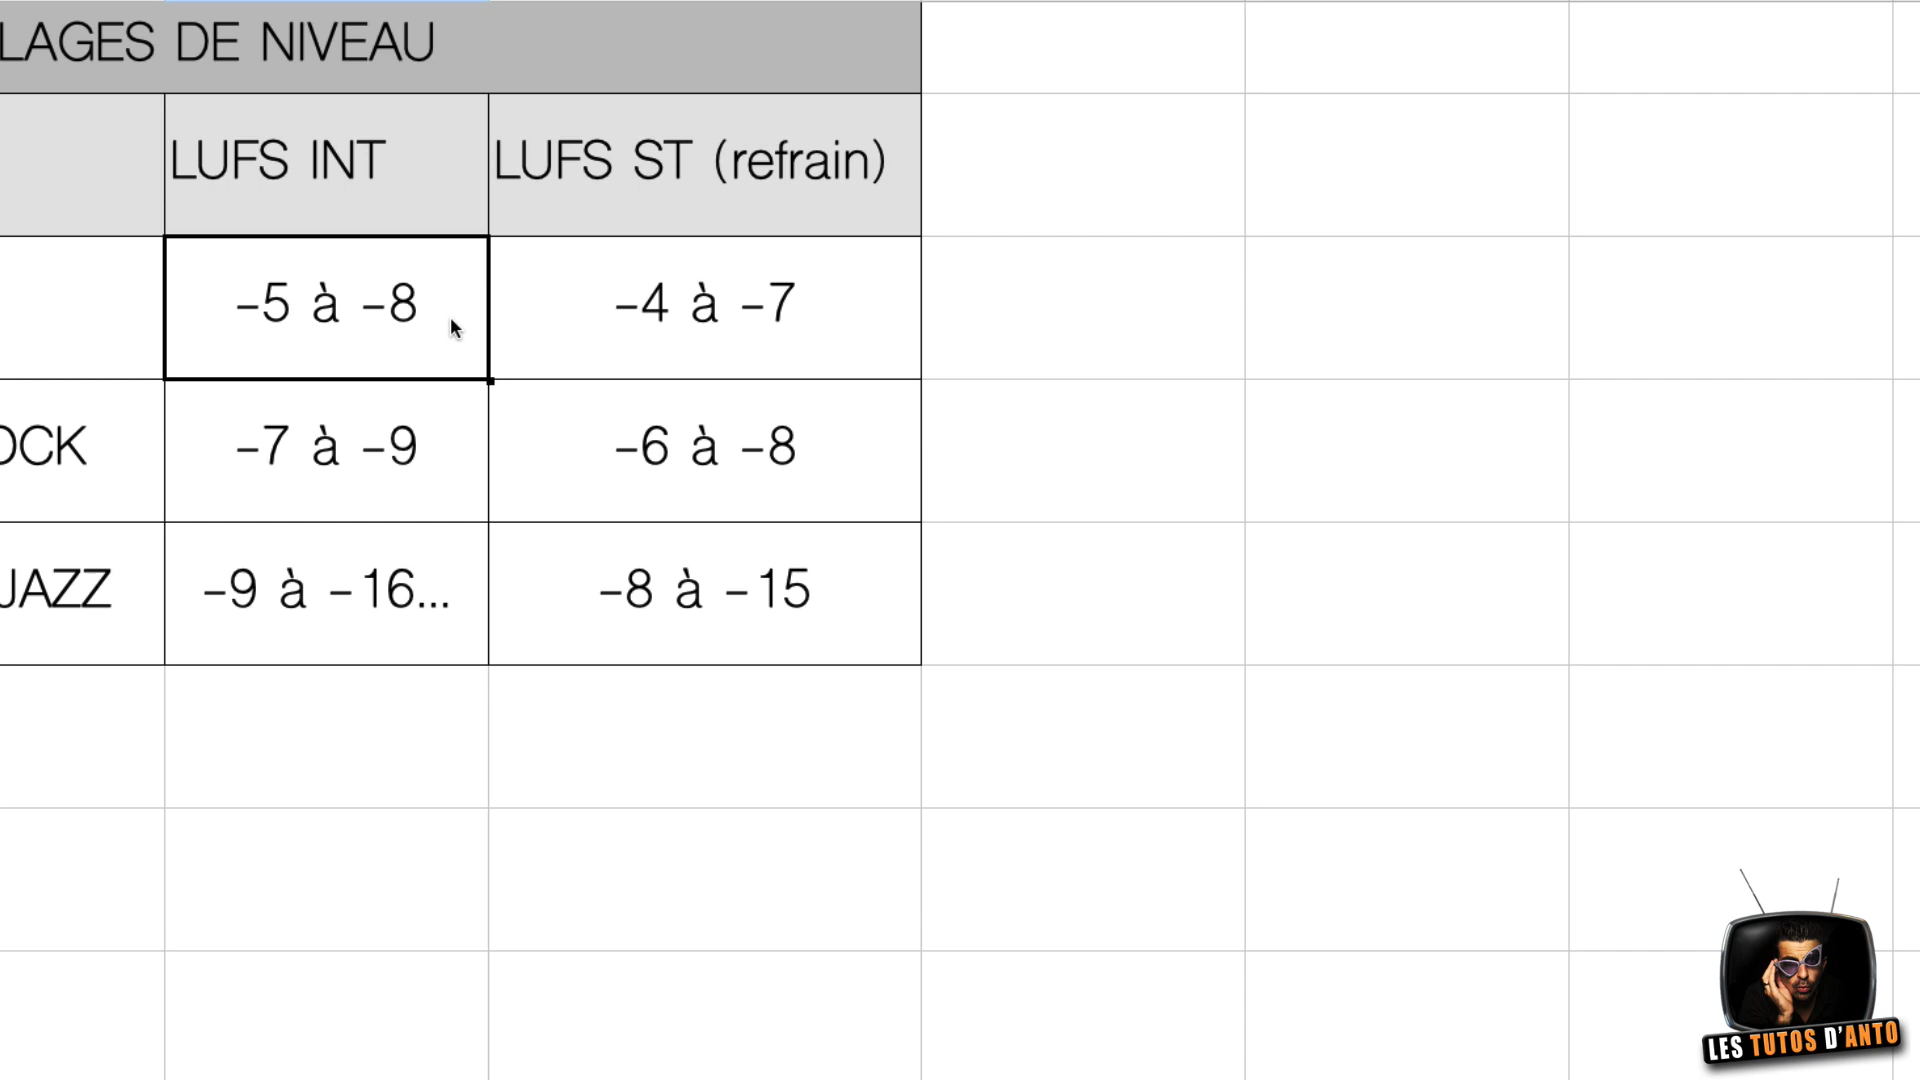 LAGES DE NIVEAU
LUFS INT LUFS ST (refrain)
-5 à -8 -4 à -7
OCK -7 à -9 -6 à -8
JAZZ -9 à -16... -8 à -15
LES TUTOS D'ANTO